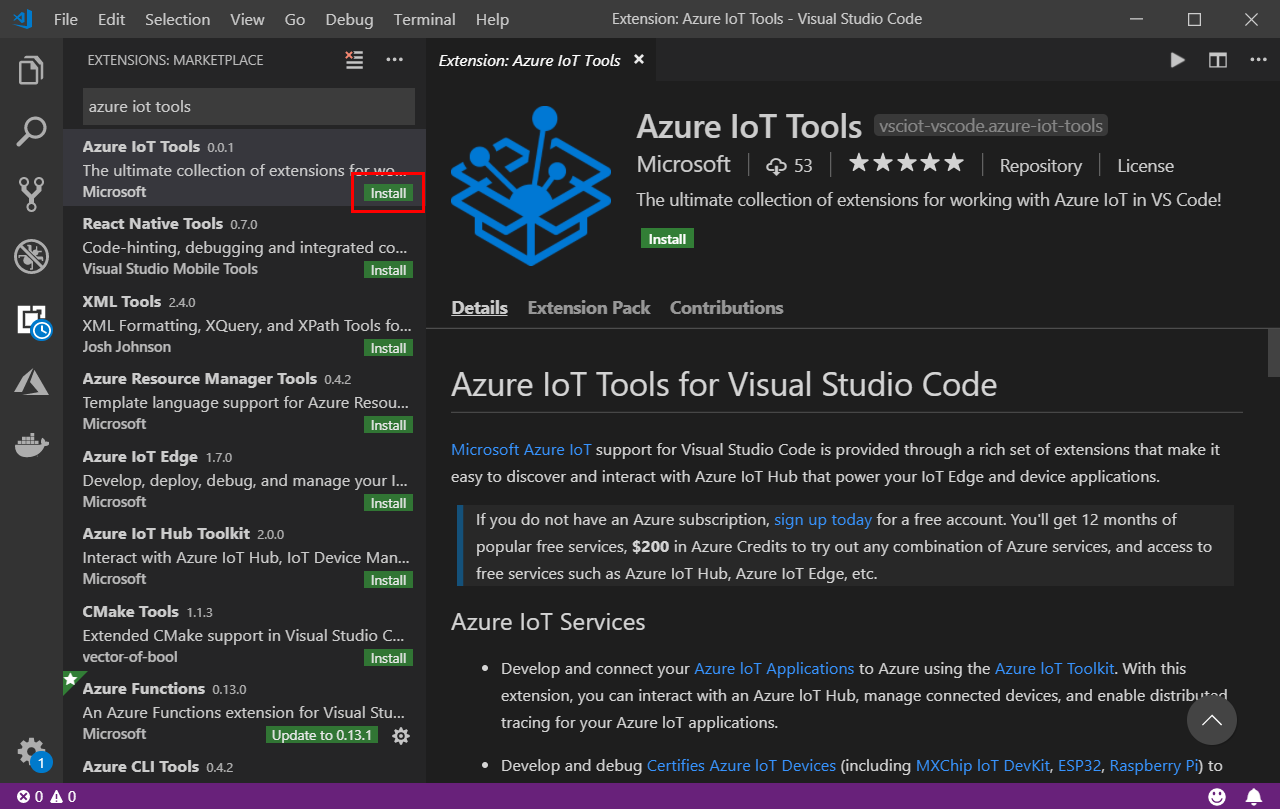 File Edit Selection View Go Debug Terminal Help
Extension: Azure IoT Tools - Visual Studio Code
EXTENSIONS: MARKETPLACE
azure iot tools
Azure IoT Tools 0.0.1
The ultimate collection of extensions for wo...
Microsoft
Install
React Native Tools 0.7.0
Code-hinting, debugging and integrated co...
Visual Studio Mobile Tools
Install
XML Tools 2.4.0
XML Formatting, XQuery, and XPath Tools fo...
Josh Johnson
Install
Azure Resource Manager Tools 0.4.2
Template language support for Azure Resou...
Microsoft
Install
Azure IoT Edge 1.7.0
Develop, deploy, debug, and manage your I...
Microsoft
Install
Azure IoT Hub Toolkit 2.0.0
Interact with Azure IoT Hub, IoT Device Man...
Microsoft
Install
CMake Tools 1.1.3
Extended CMake support in Visual Studio C...
vector-of-bool
Install
Azure Functions 0.13.0
An Azure Functions extension for Visual Stu...
Microsoft
Update to 0.13.1
Azure CLI Tools 0.4.2
1
0 0
Extension: Azure IoT Tools
Azure IoT Tools vsciot-vscode.azure-iot-tools
Microsoft 53 Repository License
The ultimate collection of extensions for working with Azure IoT in VS Code!
Install
Details Extension Pack Contributions
Azure IoT Tools for Visual Studio Code
Microsoft Azure IoT support for Visual Studio Code is provided through a rich set of extensions that make it
easy to discover and interact with Azure IoT Hub that power your IoT Edge and device applications.
If you do not have an Azure subscription, sign up today for a free account. You'll get 12 months of
popular free services, $200 in Azure Credits to try out any combination of Azure services, and access to
free services such as Azure IoT Hub, Azure IoT Edge, etc.
Azure IoT Services
• Develop and connect your Azure IoT Applications to Azure using the Azure IoT Toolkit. With this
extension, you can interact with an Azure IoT Hub, manage connected devices, and enable distributed
tracing for your Azure IoT applications.
• Develop and debug Certifies Azure IoT Devices (including MXChip IoT DevKit, ESP32, Raspberry Pi) to